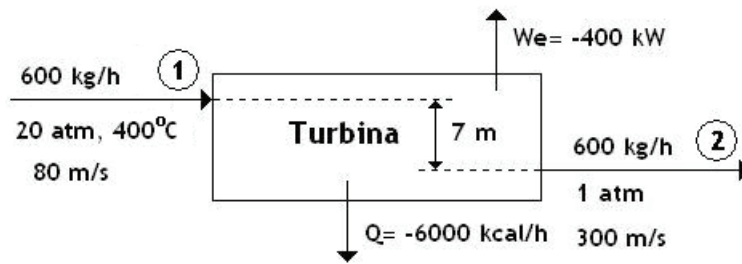 We= -400 kW
600 kg/h
1
20 atm, 400ºC
80 m/s
Turbina
7 m
600 kg/h
2
1 atm
300 m/s
Q= -6000 kcal/h